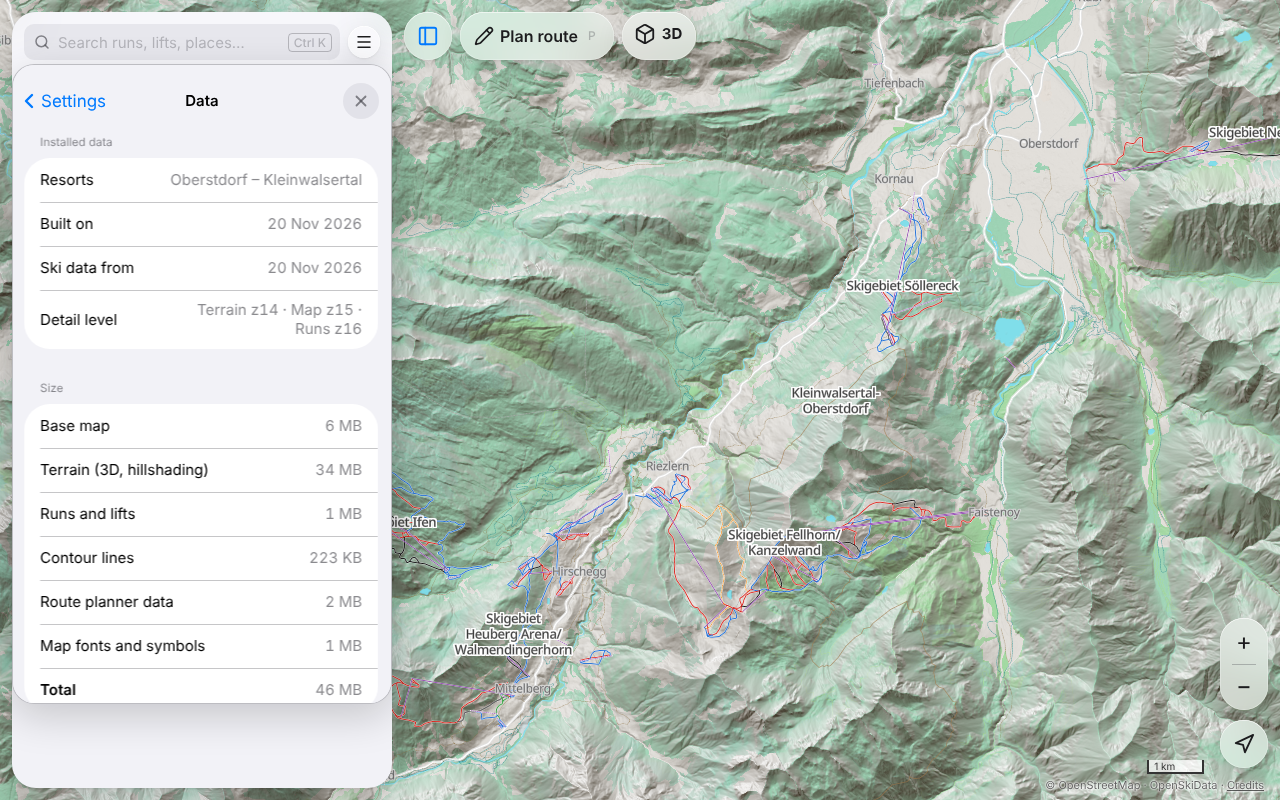 Search runs, lifts, places...
Ctrl K
Plan route P
3D
Settings
Data
Installed data
Resorts Oberstdorf – Kleinwalsertal
Built on 20 Nov 2026
Ski data from 20 Nov 2026
Detail level Terrain z14 · Map z15 ·
Runs z16
Size
Base map 6 MB
Terrain (3D, hillshading) 34 MB
Runs and lifts 1 MB
Contour lines 223 KB
Route planner data 2 MB
Map fonts and symbols 1 MB
Total 46 MB
Tiefenbach
Oberstdorf
Skigebiet Ne
Kornau
Skigebiet Söllereck
Kleinwalsertal-
Oberstdorf
Riezlern
iet Ifen
Faistenoy
Skigebiet Fellhorn/
Kanzelwand
Hirschegg
Skigebiet
Heuberg Arena/
Walmendingerhorn
Mittelberg
+
−
1 km
© OpenStreetMap · OpenSkiData · Credits